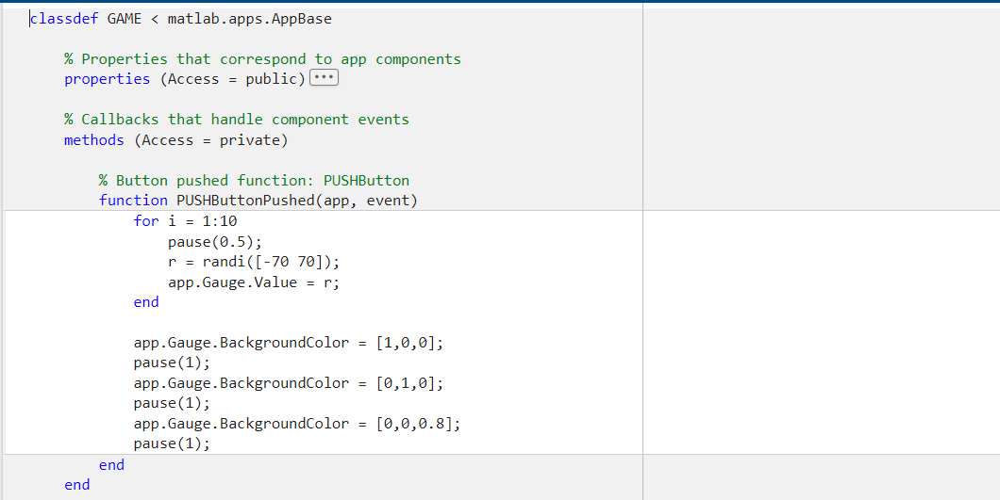 classdef GAME < matlab.apps.AppBase
% Properties that correspond to app components
properties (Access = public) ...
% Callbacks that handle component events
methods (Access = private)
% Button pushed function: PUSHButton
function PUSHButtonPushed(app, event)
for i = 1:10
pause(0.5);
r = randi([-70 70]);
app.Gauge.Value = r;
end
app.Gauge.BackgroundColor = [1,0,0];
pause(1);
app.Gauge.BackgroundColor = [0,1,0];
pause(1);
app.Gauge.BackgroundColor = [0,0,0.8];
pause(1);
end
end